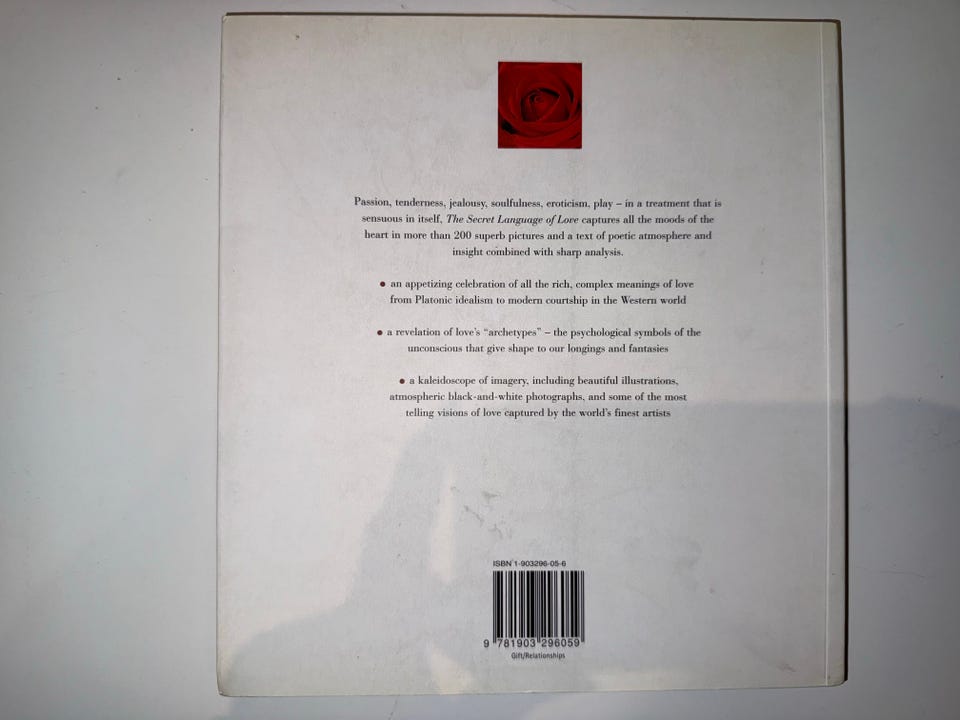 Passion, tenderness, jealousy, soulfulness, eroticism, play – in a treatment that is
sensuous in itself, The Secret Language of Love captures all the moods of the
heart in more than 200 superb pictures and a text of poetic atmosphere and
insight combined with sharp analysis.
● an appetizing celebration of all the rich, complex meanings of love
from Platonic idealism to modern courtship in the Western world
● a revelation of love's “archetypes” – the psychological symbols of the
unconscious that give shape to our longings and fantasies
● a kaleidoscope of imagery, including beautiful illustrations,
atmospheric black-and-white photographs, and some of the most
telling visions of love captured by the world's finest artists
ISBN 1-903296-05-6
9 781903 296059
Gift/Relationships